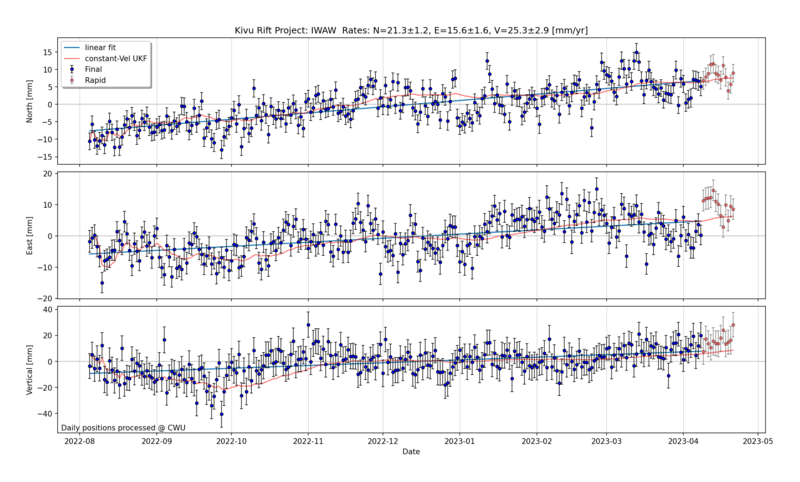 Kivu Rift Project: IWAW Rates: N=21.3±1.2, E=15.6±1.6, V=25.3±2.9 [mm/yr]
linear fit
constant-Vel UKF
Final
Rapid
North [mm]
15
10
5
0
−5
−10
−15
East [mm]
20
10
0
−10
−20
Vertical [mm]
40
20
0
−20
−40
Daily positions processed @ CWU
2022-08
2022-09
2022-10
2022-11
2022-12
2023-01
2023-02
2023-03
2023-04
2023-05
Date